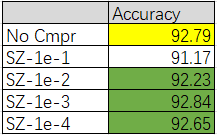 Accuracy
No Cmpr 92.79
SZ-1e-1 91.17
SZ-1e-2 92.23
SZ-1e-3 92.84
SZ-1e-4 92.65